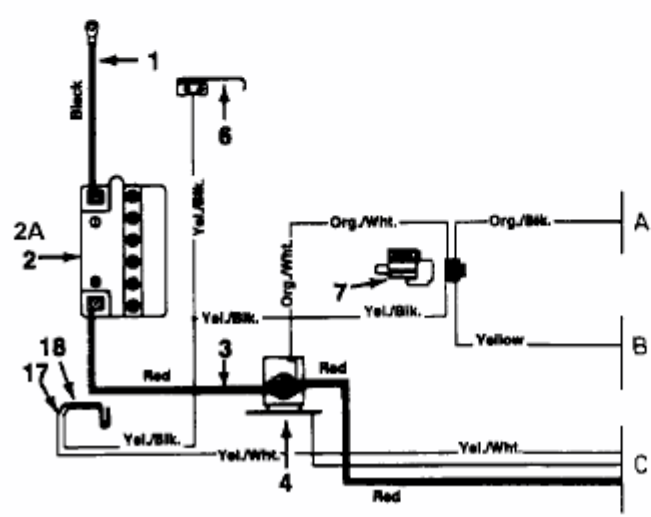 1
Black
6
Yel./Blk.
2A
2
Org./Wht.
Org./Blk.
A
Org./Wht.
7
Yel./Blk.
Yel./Blk.
3
Yellow
B
18
17
Red
Red
Yel./Blk.
Yel./Wht.
Yel./Wht.
4
C
Red